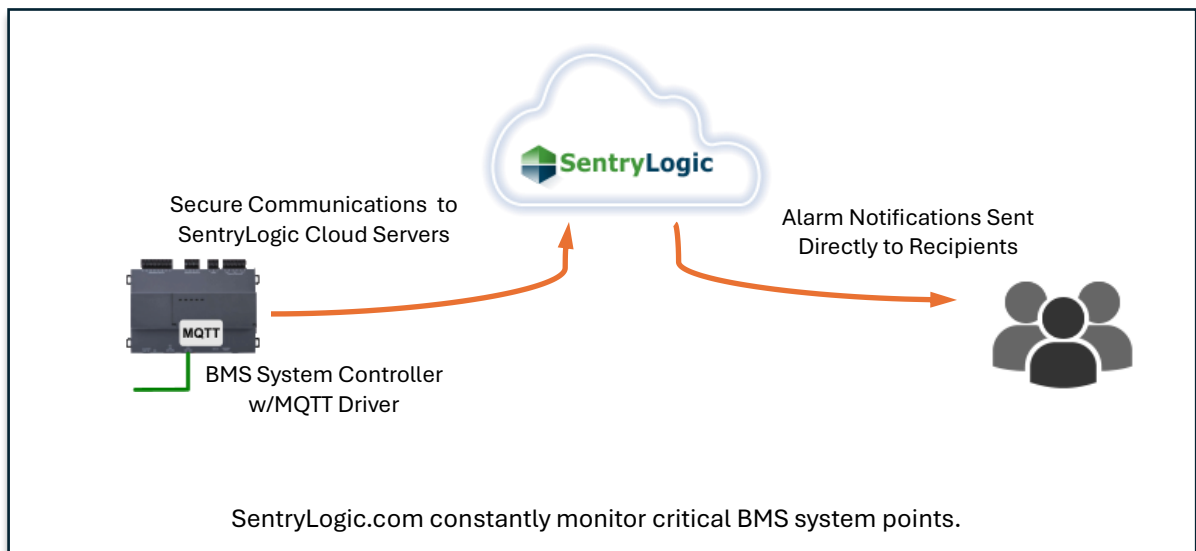 SentryLogic
Secure Communications to
SentryLogic Cloud Servers
Alarm Notifications Sent
Directly to Recipients
MQTT
BMS System Controller
w/MQTT Driver
SentryLogic.com constantly monitor critical BMS system points.